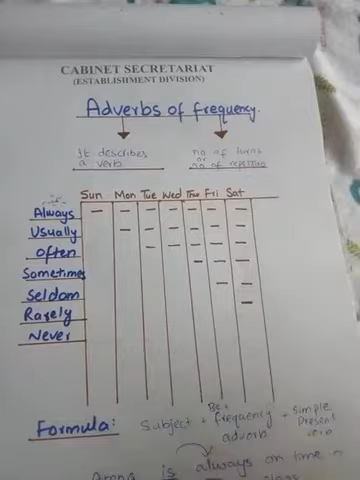 CABINET SECRETARIAT
(ESTABLISHMENT DIVISION)
Adverbs of frequency.
It describes no of turns
a verb or
no of repetition
Sun Mon Tue Wed Thu Fri Sat
Always
Usually
Often
Sometimes
Seldom
Rarely
Never
Formula: Subject + Be + frequency adverb + Simple Present verb
is always on time